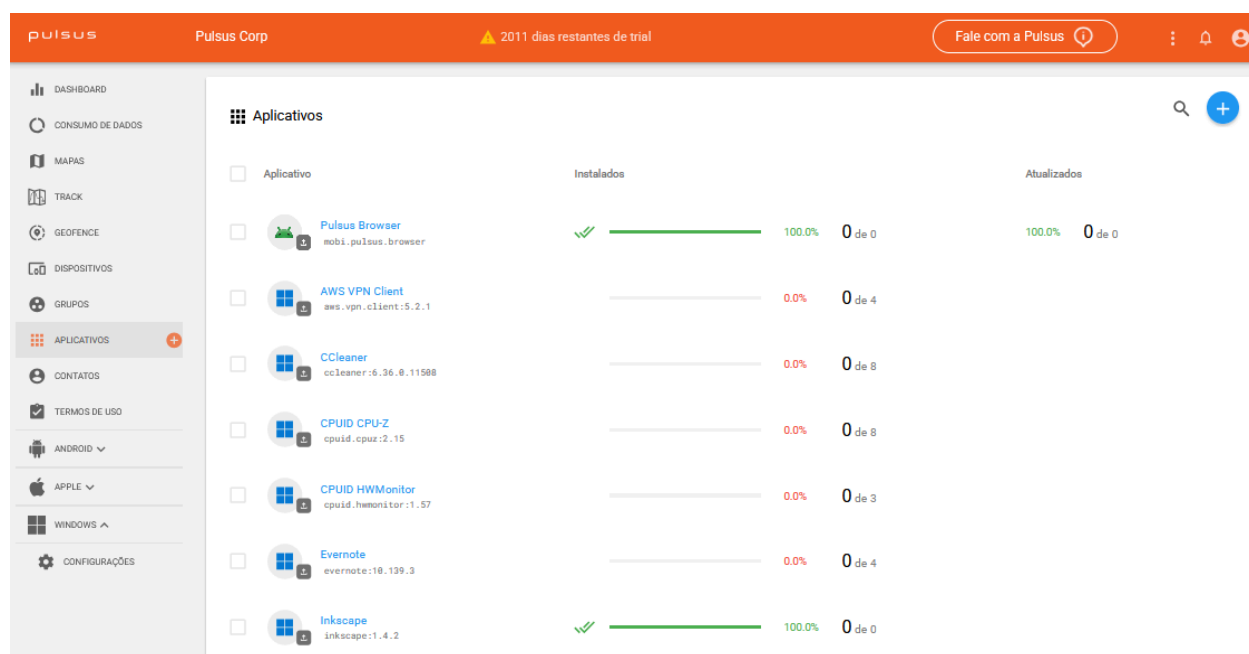 pulsus Pulsus Corp 2011 dias restantes de trial Fale com a Pulsus
DASHBOARD
CONSUMO DE DADOS
MAPAS
TRACK
GEOFENCE
DISPOSITIVOS
GRUPOS
APLICATIVOS
CONTATOS
TERMOS DE USO
ANDROID
APPLE
WINDOWS
CONFIGURAÇÕES
Aplicativos
Aplicativo Instalados Atualizados
Pulsus Browser
mobi.pulsus.browser
100.0% 0 de 0 100.0% 0 de 0
AWS VPN Client
aws.vpn.client:5.2.1
0.0% 0 de 4
CCleaner
ccleaner:6.36.0.11508
0.0% 0 de 8
CPUID CPU-Z
cpuid.cpuz:2.15
0.0% 0 de 8
CPUID HWMonitor
cpuid.hwmonitor:1.57
0.0% 0 de 3
Evernote
evernote:10.139.3
0.0% 0 de 4
Inkscape
inkscape:1.4.2
100.0% 0 de 0